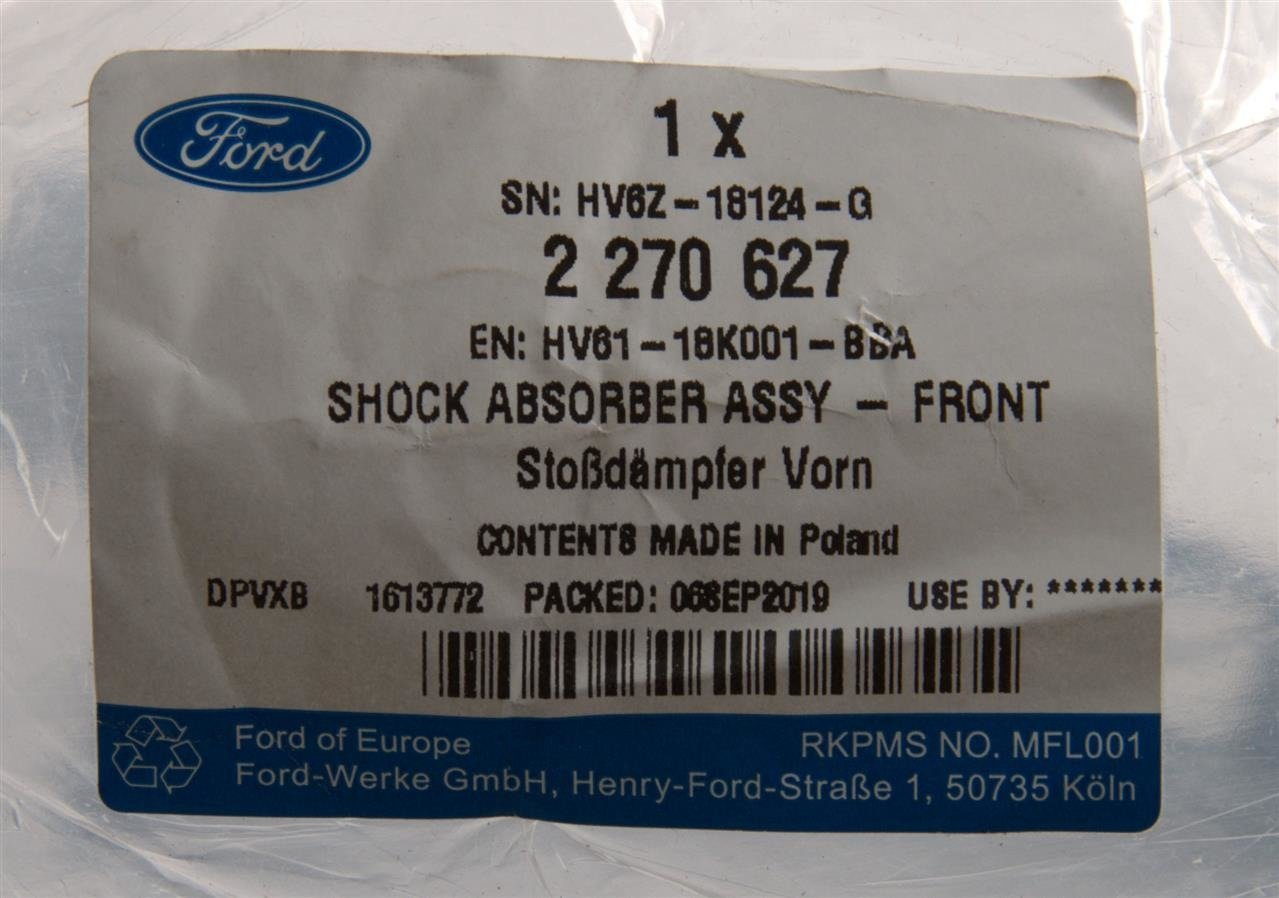 Ford
1 x
SN: HV6Z-18124-G
2 270 627
EN: HV61-18K001-BBA
SHOCK ABSORBER ASSY - FRONT
Stoßdämpfer Vorn
CONTENTS MADE IN Poland
DPVXB 1613772 PACKED: 06SEP2019 USE BY: *******
Ford of Europe RKPMS NO. MFL001
Ford-Werke GmbH, Henry-Ford-Straße 1, 50735 Köln